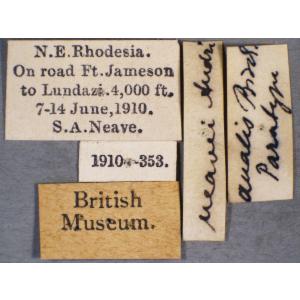 N.E.Rhodesia.
On road Ft.Jameson
to Lundazi.4,000 ft.
7-14 June,1910.
S.A.Neave.
1910-353.
British
Museum.
neavei
Paratype